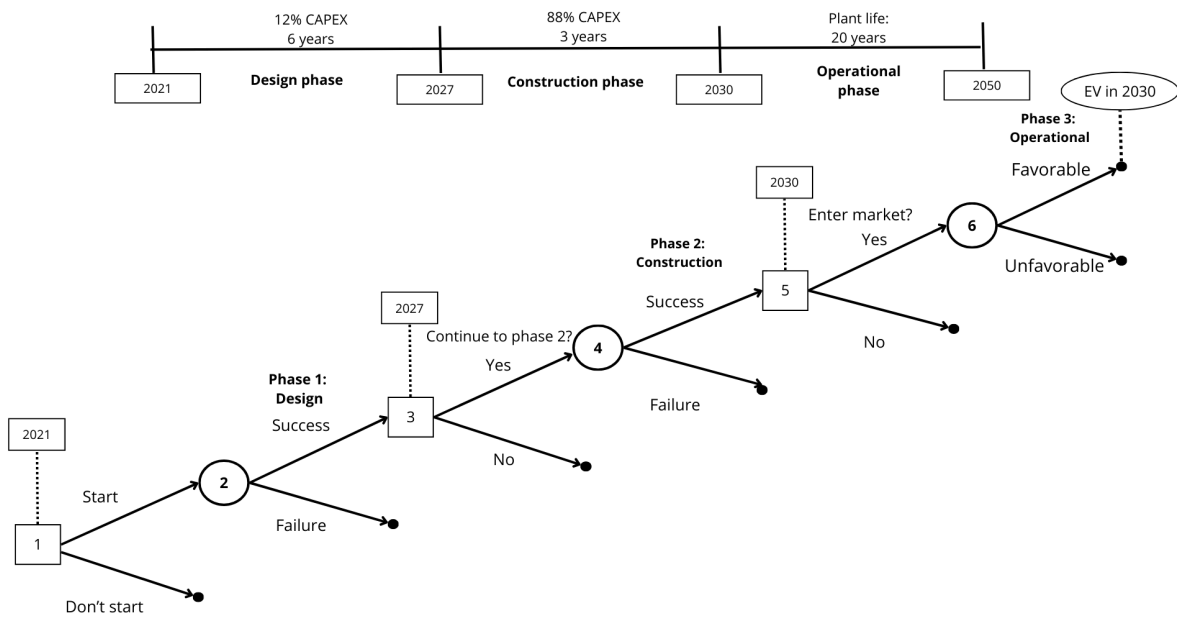 12% CAPEX
6 years
88% CAPEX
3 years
Plant life:
20 years
Design phase
Construction phase
Operational
phase
2021
2027
2030
2050
EV in 2030
Phase 3:
Operational
Favorable
2030
Enter market?
Yes
6
Unfavorable
Phase 2:
Construction
Success
5
No
2027
Continue to phase 2?
Yes
4
Failure
Phase 1:
Design
Success
3
No
2021
Start
2
Failure
1
Don't start